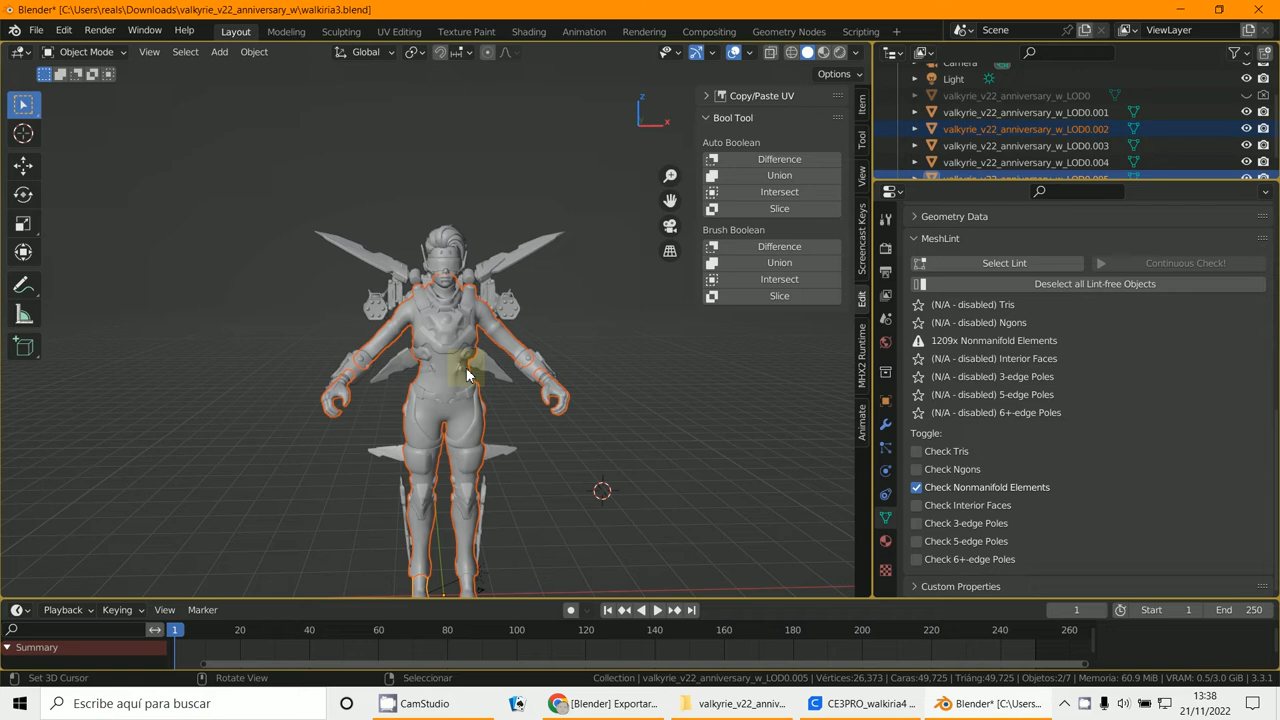 Blender* [C:\Users\reals\Downloads\valkyrie_v22_anniversary_w\walkiria3.blend]
File Edit Render Window Help Layout Modeling Sculpting UV Editing Texture Paint Shading Animation Rendering Compositing Geometry Nodes Scripting + Scene ViewLayer
Object Mode View Select Add Object Global
Options
Copy/Paste UV
Bool Tool
Auto Boolean
Difference
Union
Intersect
Slice
Brush Boolean
Difference
Union
Intersect
Slice
Z
X
Item
Tool
View
Screencast Keys
Edit
MHX2 Runtime
Animate
Camera
Light
valkyrie_v22_anniversary_w_LOD0
valkyrie_v22_anniversary_w_LOD0.001
valkyrie_v22_anniversary_w_LOD0.002
valkyrie_v22_anniversary_w_LOD0.003
valkyrie_v22_anniversary_w_LOD0.004
valkyrie_v22_anniversary_w_LOD0.005
Geometry Data
MeshLint
Select Lint Continuous Check!
Deselect all Lint-free Objects
(N/A - disabled) Tris
(N/A - disabled) Ngons
1209x Nonmanifold Elements
(N/A - disabled) Interior Faces
(N/A - disabled) 3-edge Poles
(N/A - disabled) 5-edge Poles
(N/A - disabled) 6+-edge Poles
Toggle:
Check Tris
Check Ngons
Check Nonmanifold Elements
Check Interior Faces
Check 3-edge Poles
Check 5-edge Poles
Check 6+-edge Poles
Custom Properties
Playback Keying View Marker 1 Start 1 End 250
1 20 40 60 80 100 120 140 160 180 200 220 240 260
Summary
Set 3D Cursor Rotate View Seleccionar Collection | valkyrie_v22_anniversary_w_LOD0.005 | Vértices:26,373 | Caras:49,725 | Triáng:49,725 | Objetos:2/7 | Memoria: 60.9 MiB | VRAM: 0.5/3.0 GiB | 3.3.1
Escribe aquí para buscar CamStudio [Blender] Exportar... valkyrie_v22_anniv... CE3PRO_walkiria4 ... Blender* [C:\Users... 13:38
21/11/2022